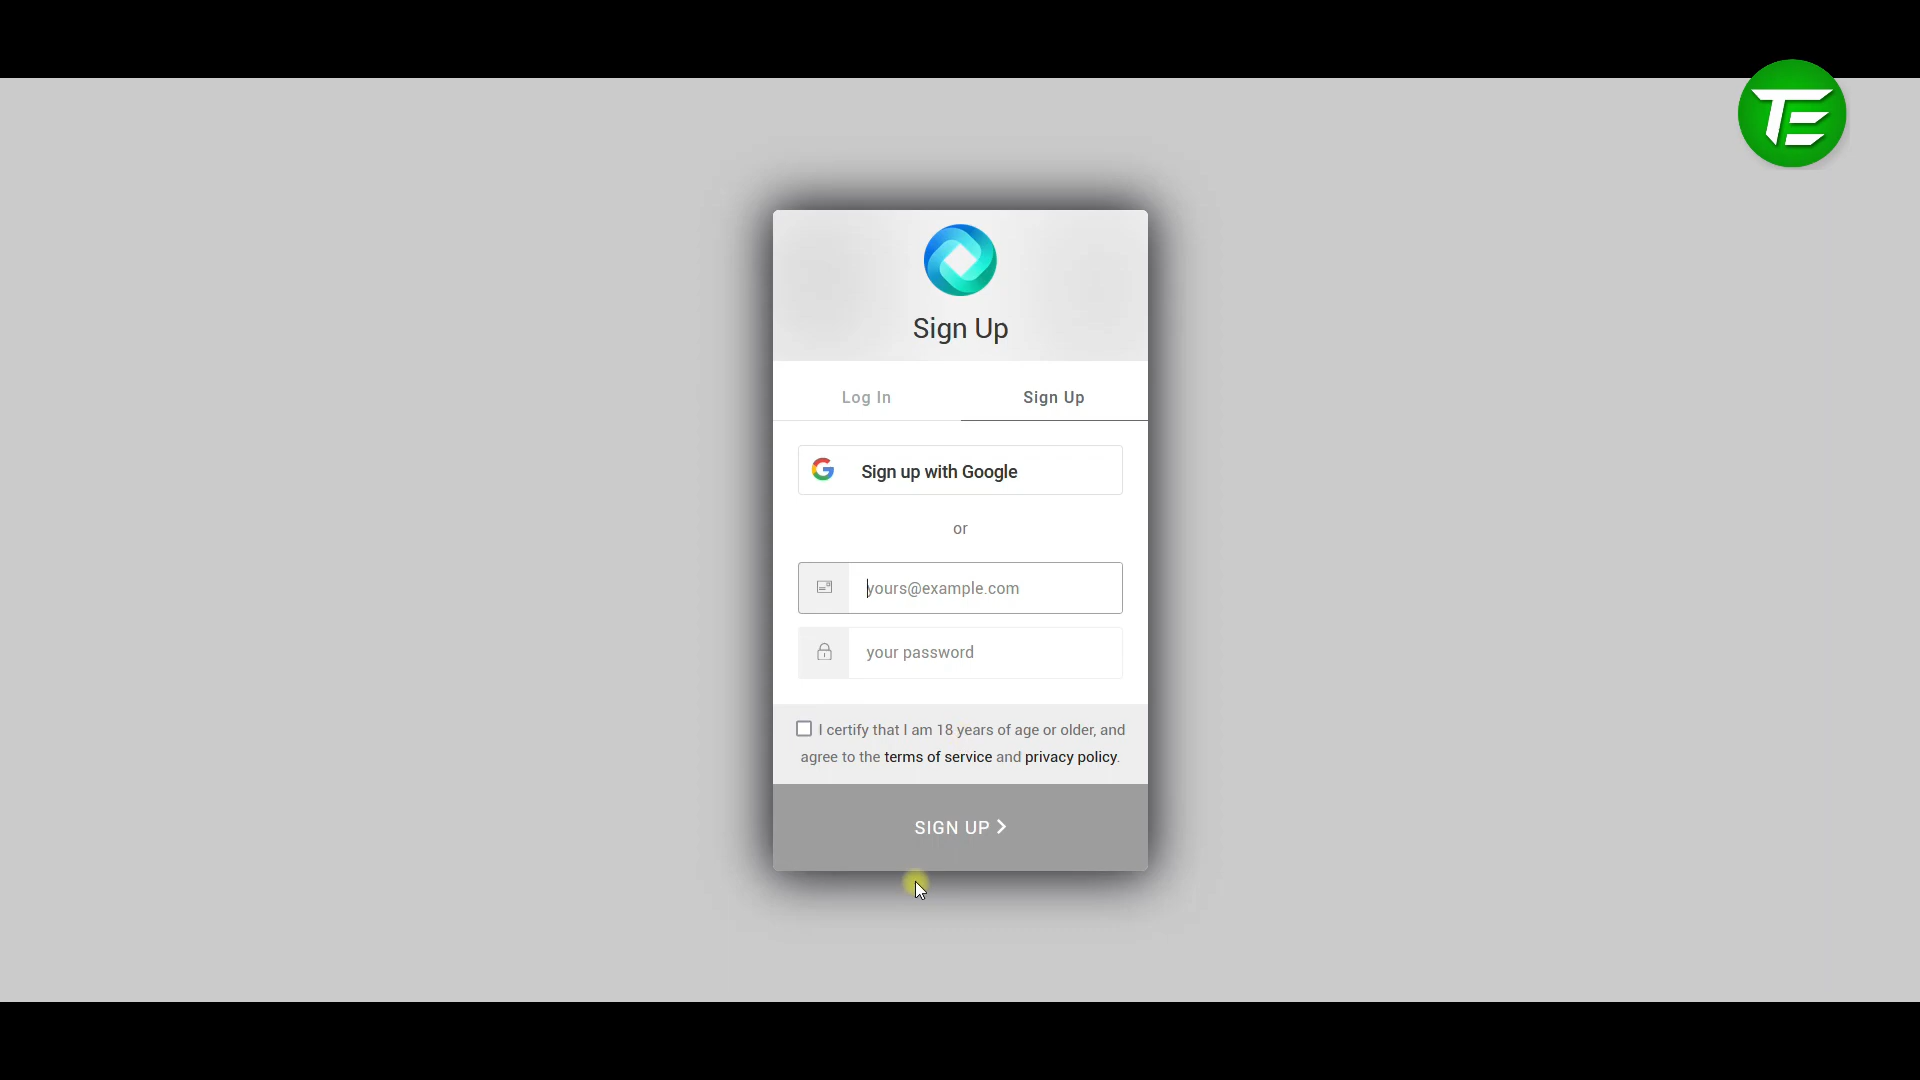 TE
Sign Up
Log In
Sign Up
Sign up with Google
or
yours@example.com
your password
I certify that I am 18 years of age or older, and
agree to the terms of service and privacy policy.
SIGN UP